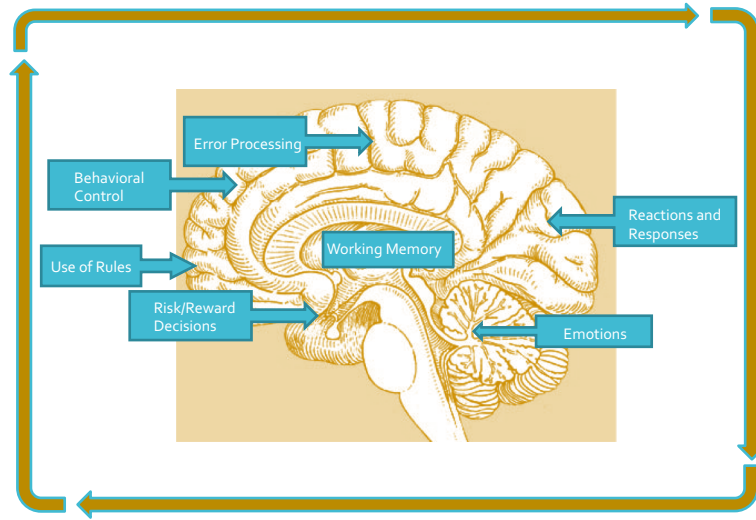 Error Processing
Behavioral
Control
Reactions and
Responses
Working Memory
Use of Rules
Risk/Reward
Decisions
Emotions